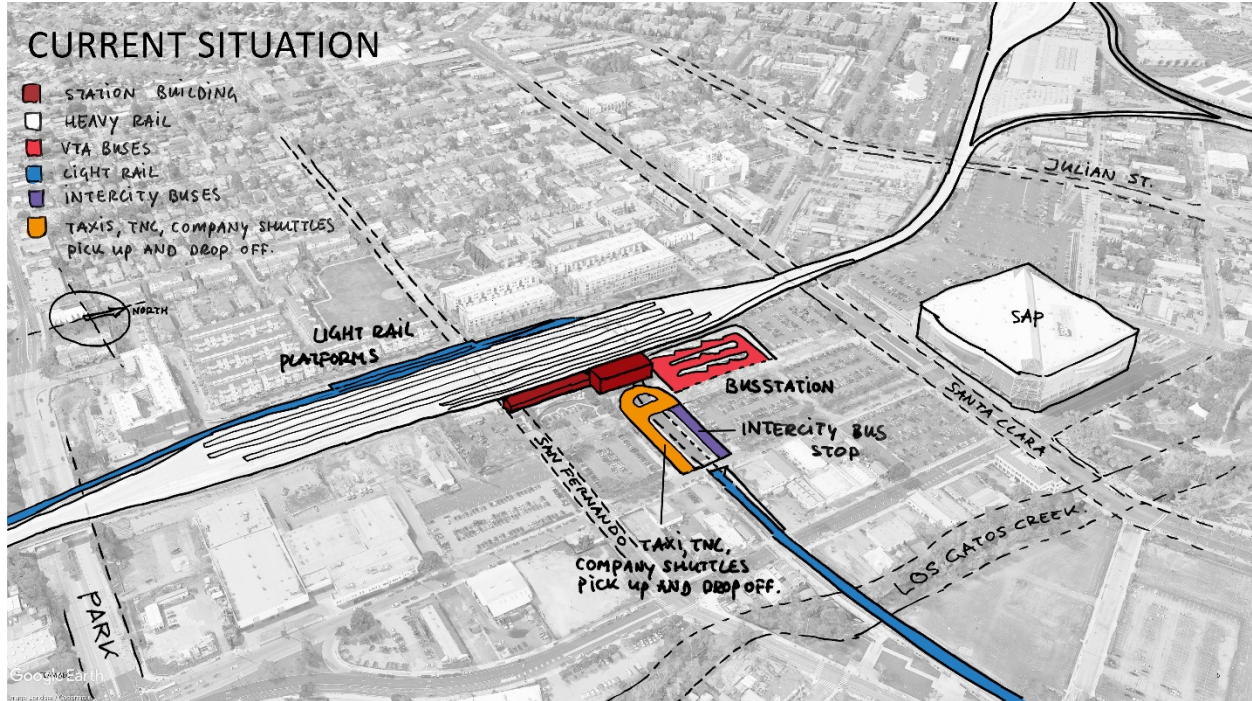 CURRENT SITUATION
STATION BUILDING
HEAVY RAIL
VTA BUSES
LIGHT RAIL
INTERCITY BUSES
TAXIS, TNC, COMPANY SHUTTLES
PICK UP AND DROP OFF.
NORTH
JULIAN ST.
SAP
LIGHT RAIL
PLATFORMS
BUSSTATION
SANTA CLARA
INTERCITY BUS
STOP
SAN FERNANDO
TAXI, TNC,
COMPANY SHUTTLES
PICK UP AND DROP OFF.
LOS GATOS CREEK
PARK
Google Earth